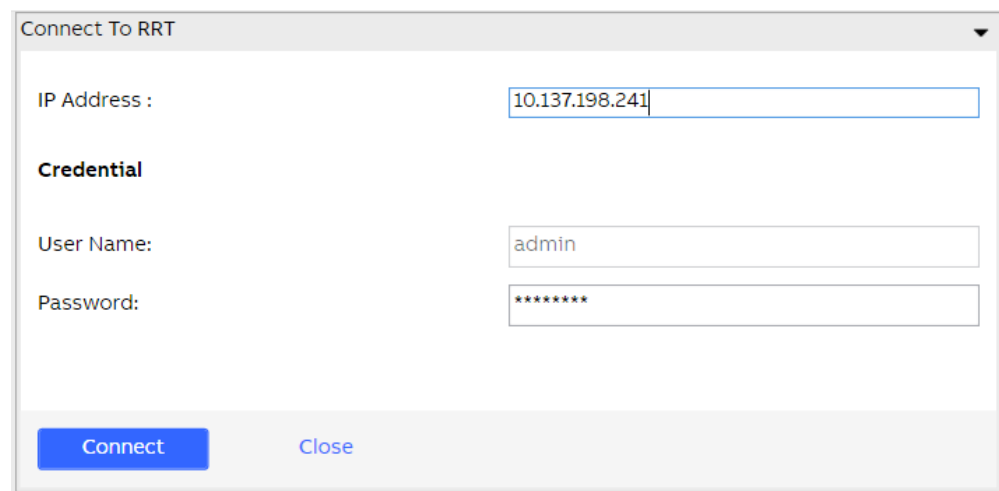 Connect To RRT
IP Address : 10.137.198.241
Credential
User Name: admin
Password: ********
Connect Close